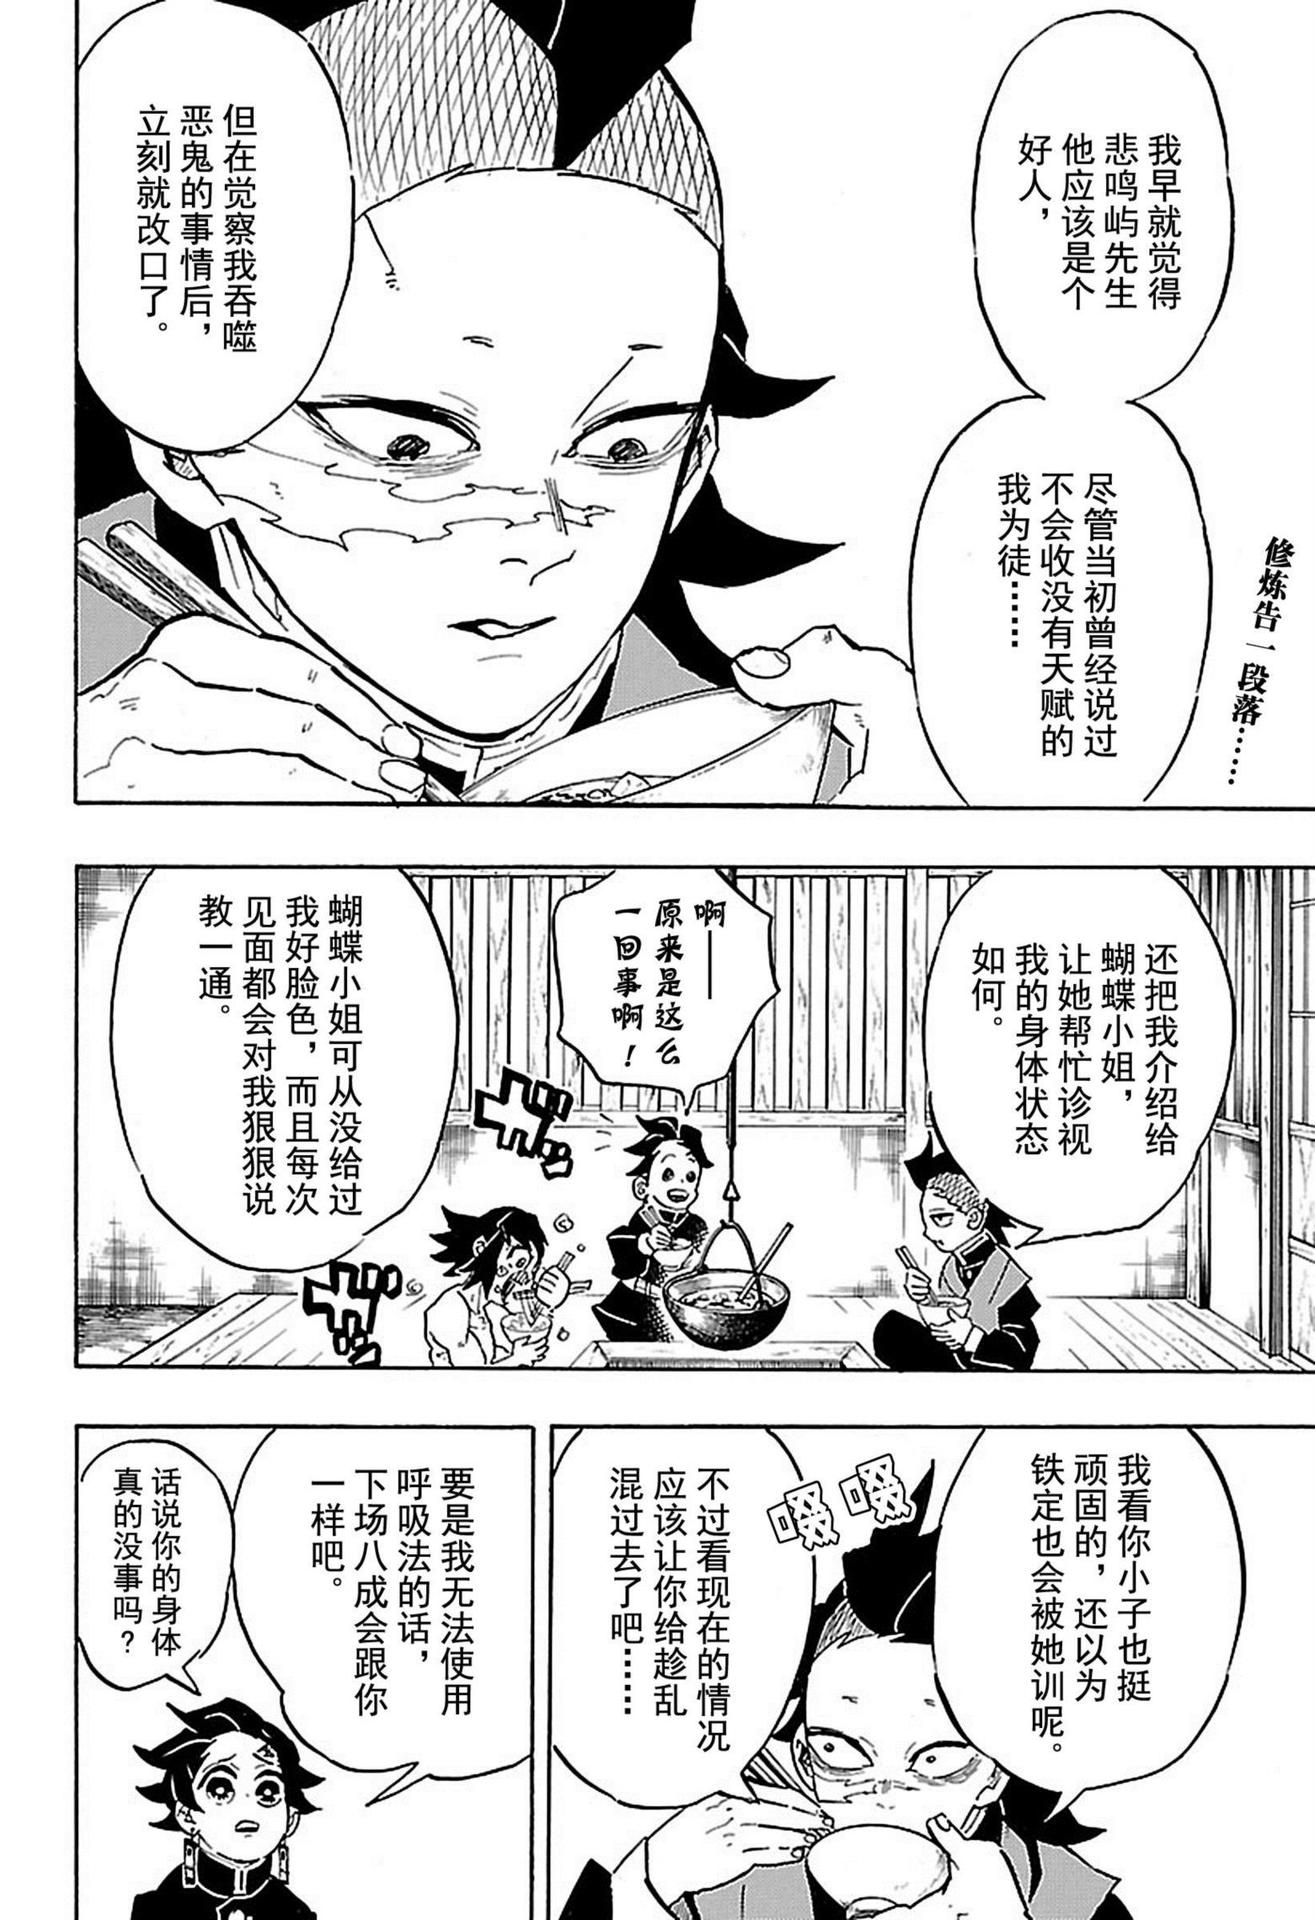 修炼告一段落……
我早就觉得
悲鸣屿先生
他应该是个
好人，
尽管当初曾经说过
不会收没有天赋的
我为徒……
但在觉察我吞噬
恶鬼的事情后，
立刻就改口了。
还把我介绍给
蝴蝶小姐，
让她帮忙诊视
我的身体状态
如何。
啊——
原来是这么
一回事啊！
蝴蝶小姐可从没给过
我好脸色，而且每次
见面都会对我狠狠说
教一通。
ガガ
ガガ
我看你小子也挺
顽固的，还以为
铁定也会被她训呢。
啜啜
不过看现在的情况
应该让你给趁乱
混过去了吧……
要是我无法使用
呼吸法的话，
下场八成会跟你
一样吧。
话说你的身体
真的没事吗？